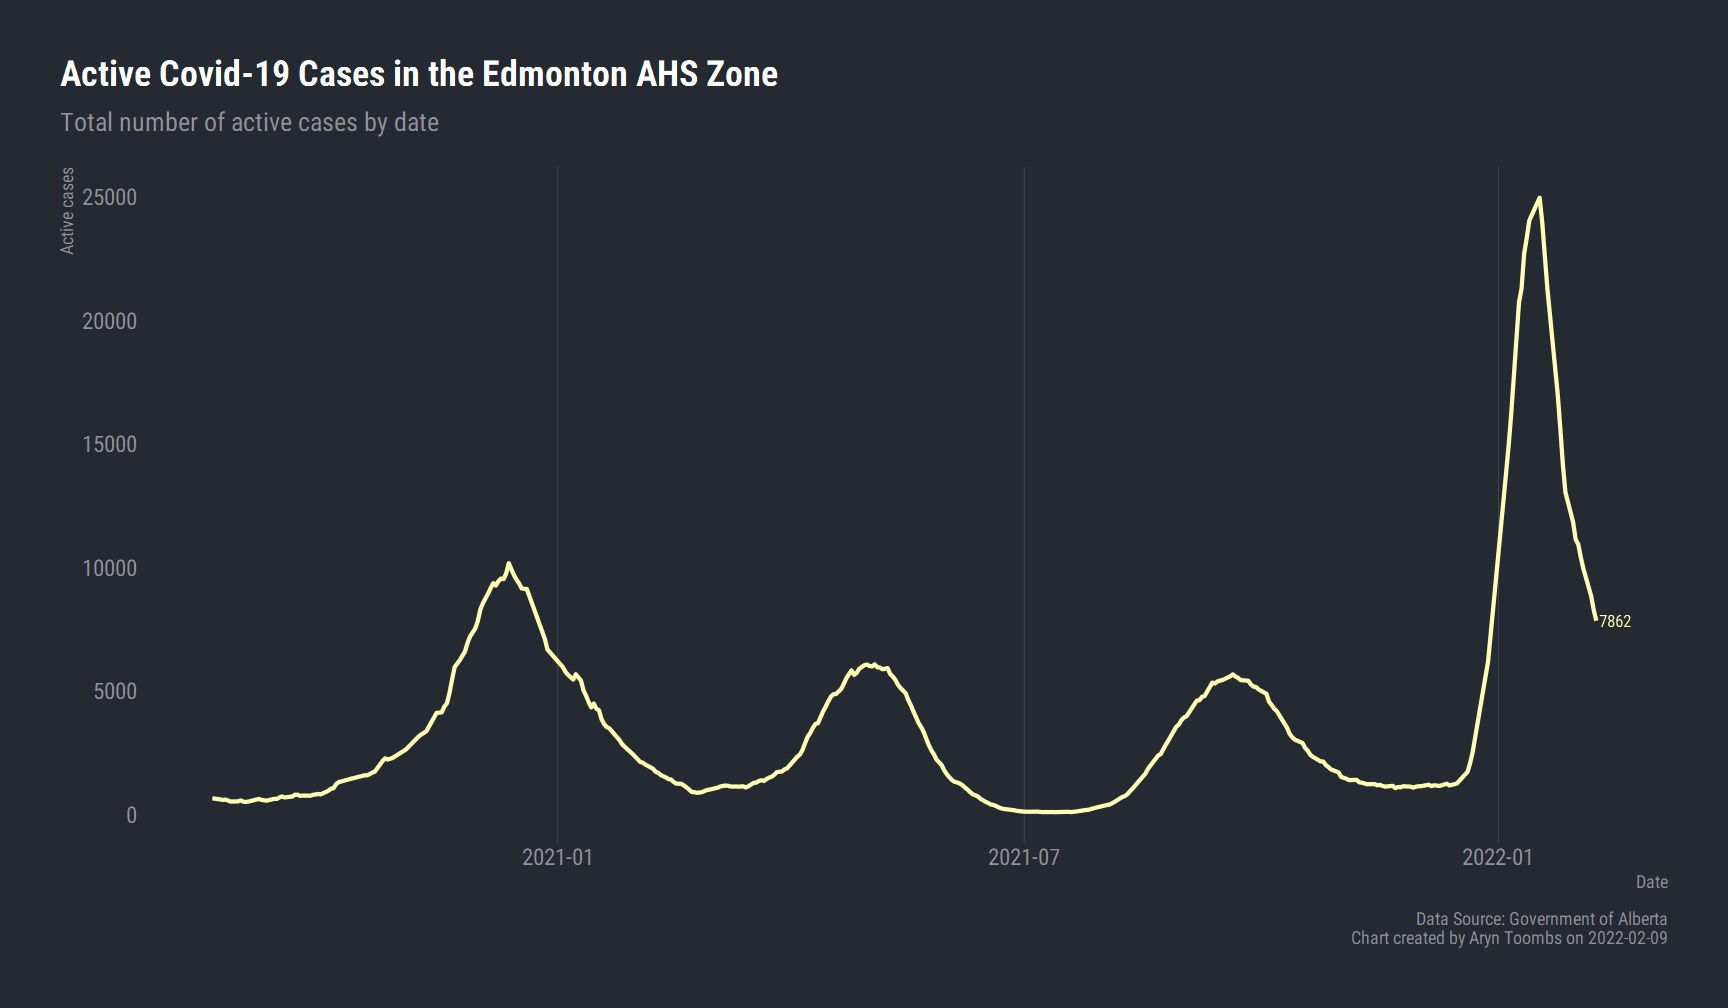 Active Covid-19 Cases in the Edmonton AHS Zone
Total number of active cases by date
Active cases
25000
20000
15000
10000
5000
0
7862
2021-01
2021-07
2022-01
Date
Data Source: Government of Alberta
Chart created by Aryn Toombs on 2022-02-09